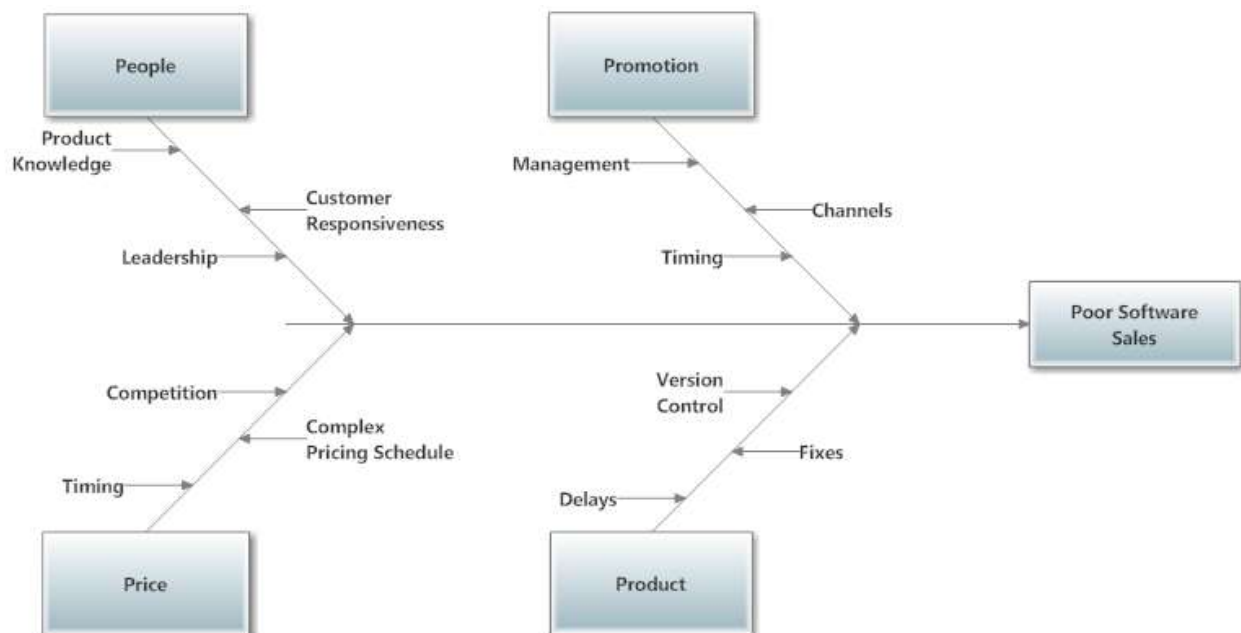 People
Promotion
Product
Knowledge
Management
Customer
Responsiveness
Channels
Leadership
Timing
Poor Software
Sales
Competition
Version
Control
Complex
Pricing Schedule
Fixes
Timing
Delays
Price
Product